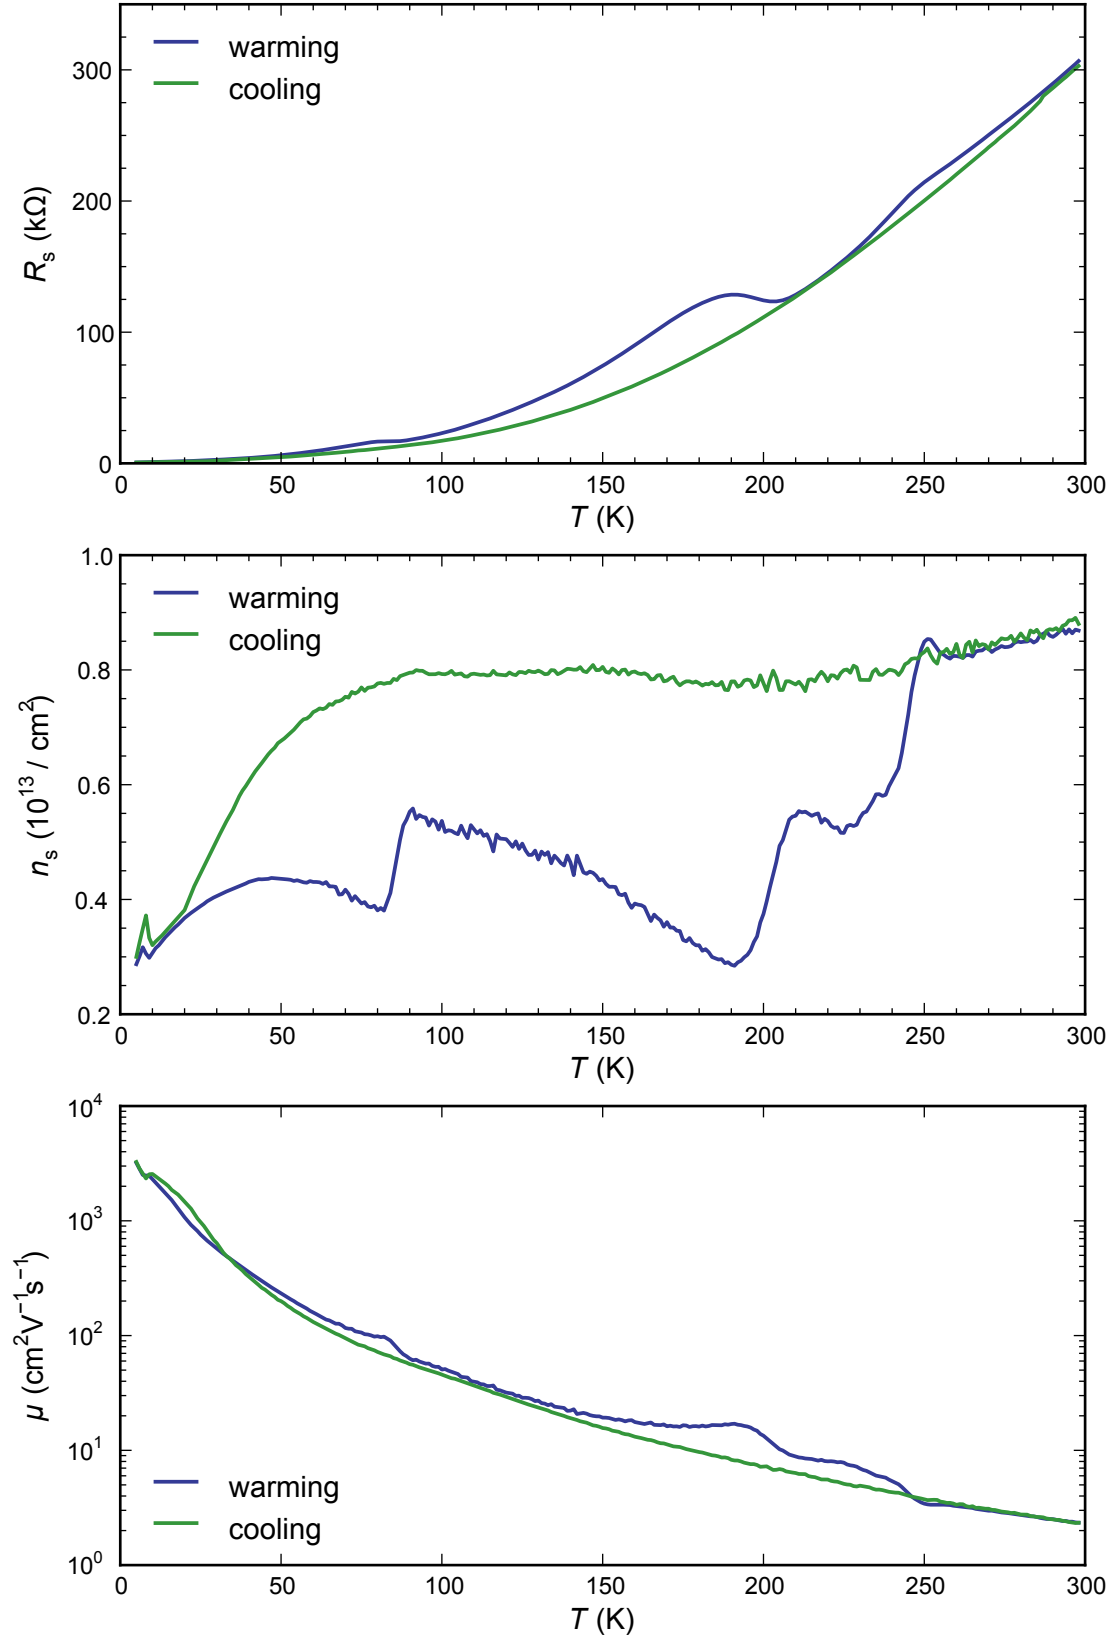 warming
cooling
300
200
100
0
R_s (kΩ)
0 50 100 150 200 250 300
T (K)
warming
cooling
1.0
0.8
0.6
0.4
0.2
n_s (10^13 / cm^2)
0 50 100 150 200 250 300
T (K)
10^4
10^3
10^2
10^1
10^0
μ (cm^2V^−1s^−1)
warming
cooling
0 50 100 150 200 250 300
T (K)